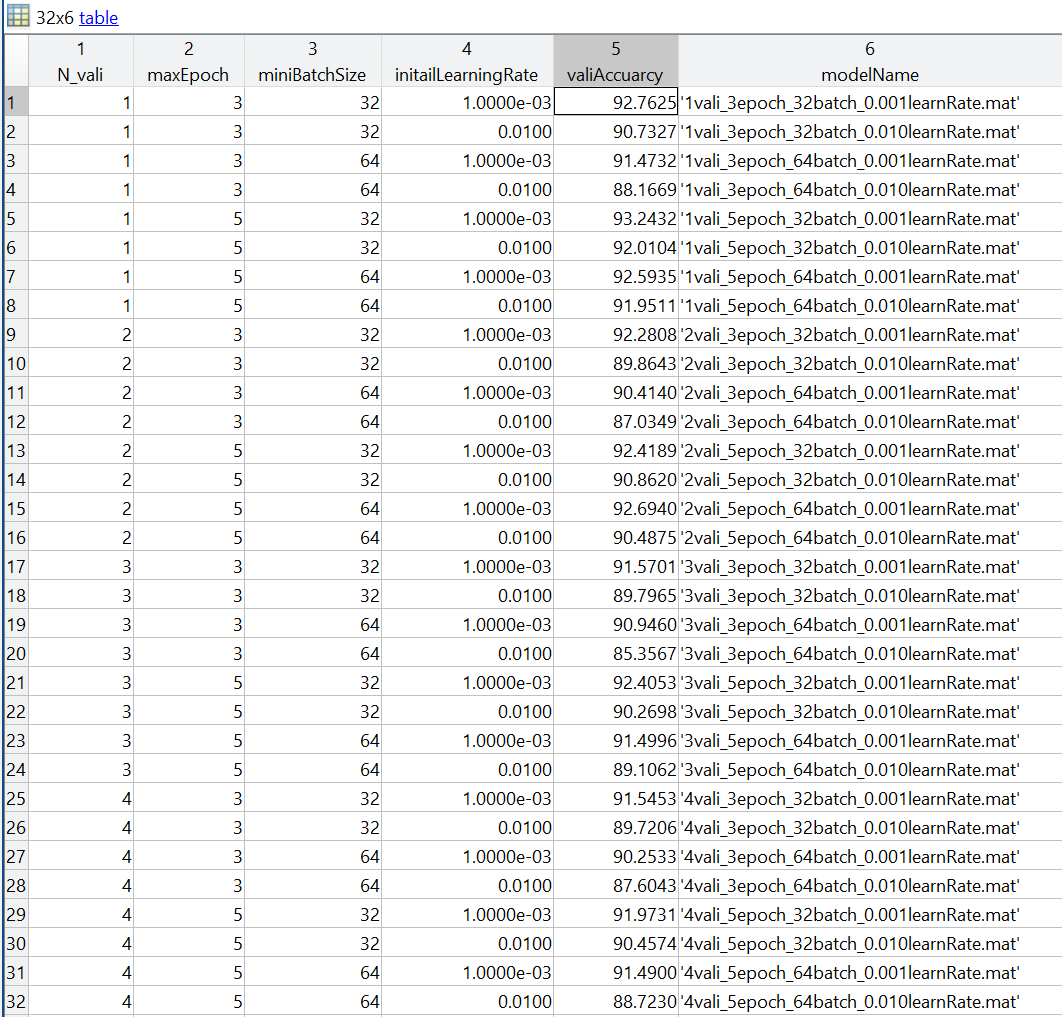 32x6 table
1 2 3 4 5 6
N_vali maxEpoch miniBatchSize initailLearningRate valiAccuarcy modelName
1 1 3 32 1.0000e-03 92.7625 '1vali_3epoch_32batch_0.001learnRate.mat'
2 1 3 32 0.0100 90.7327 '1vali_3epoch_32batch_0.010learnRate.mat'
3 1 3 64 1.0000e-03 91.4732 '1vali_3epoch_64batch_0.001learnRate.mat'
4 1 3 64 0.0100 88.1669 '1vali_3epoch_64batch_0.010learnRate.mat'
5 1 5 32 1.0000e-03 93.2432 '1vali_5epoch_32batch_0.001learnRate.mat'
6 1 5 32 0.0100 92.0104 '1vali_5epoch_32batch_0.010learnRate.mat'
7 1 5 64 1.0000e-03 92.5935 '1vali_5epoch_64batch_0.001learnRate.mat'
8 1 5 64 0.0100 91.9511 '1vali_5epoch_64batch_0.010learnRate.mat'
9 2 3 32 1.0000e-03 92.2808 '2vali_3epoch_32batch_0.001learnRate.mat'
10 2 3 32 0.0100 89.8643 '2vali_3epoch_32batch_0.010learnRate.mat'
11 2 3 64 1.0000e-03 90.4140 '2vali_3epoch_64batch_0.001learnRate.mat'
12 2 3 64 0.0100 87.0349 '2vali_3epoch_64batch_0.010learnRate.mat'
13 2 5 32 1.0000e-03 92.4189 '2vali_5epoch_32batch_0.001learnRate.mat'
14 2 5 32 0.0100 90.8620 '2vali_5epoch_32batch_0.010learnRate.mat'
15 2 5 64 1.0000e-03 92.6940 '2vali_5epoch_64batch_0.001learnRate.mat'
16 2 5 64 0.0100 90.4875 '2vali_5epoch_64batch_0.010learnRate.mat'
17 3 3 32 1.0000e-03 91.5701 '3vali_3epoch_32batch_0.001learnRate.mat'
18 3 3 32 0.0100 89.7965 '3vali_3epoch_32batch_0.010learnRate.mat'
19 3 3 64 1.0000e-03 90.9460 '3vali_3epoch_64batch_0.001learnRate.mat'
20 3 3 64 0.0100 85.3567 '3vali_3epoch_64batch_0.010learnRate.mat'
21 3 5 32 1.0000e-03 92.4053 '3vali_5epoch_32batch_0.001learnRate.mat'
22 3 5 32 0.0100 90.2698 '3vali_5epoch_32batch_0.010learnRate.mat'
23 3 5 64 1.0000e-03 91.4996 '3vali_5epoch_64batch_0.001learnRate.mat'
24 3 5 64 0.0100 89.1062 '3vali_5epoch_64batch_0.010learnRate.mat'
25 4 3 32 1.0000e-03 91.5453 '4vali_3epoch_32batch_0.001learnRate.mat'
26 4 3 32 0.0100 89.7206 '4vali_3epoch_32batch_0.010learnRate.mat'
27 4 3 64 1.0000e-03 90.2533 '4vali_3epoch_64batch_0.001learnRate.mat'
28 4 3 64 0.0100 87.6043 '4vali_3epoch_64batch_0.010learnRate.mat'
29 4 5 32 1.0000e-03 91.9731 '4vali_5epoch_32batch_0.001learnRate.mat'
30 4 5 32 0.0100 90.4574 '4vali_5epoch_32batch_0.010learnRate.mat'
31 4 5 64 1.0000e-03 91.4900 '4vali_5epoch_64batch_0.001learnRate.mat'
32 4 5 64 0.0100 88.7230 '4vali_5epoch_64batch_0.010learnRate.mat'